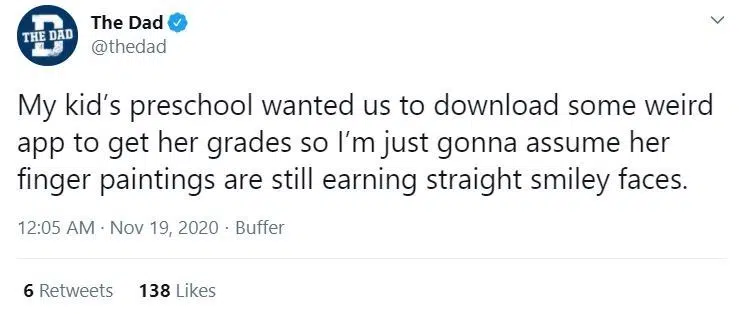 THE DAD
The Dad
@thedad
My kid’s preschool wanted us to download some weird
app to get her grades so I’m just gonna assume her
finger paintings are still earning straight smiley faces.
12:05 AM · Nov 19, 2020 · Buffer
6 Retweets 138 Likes